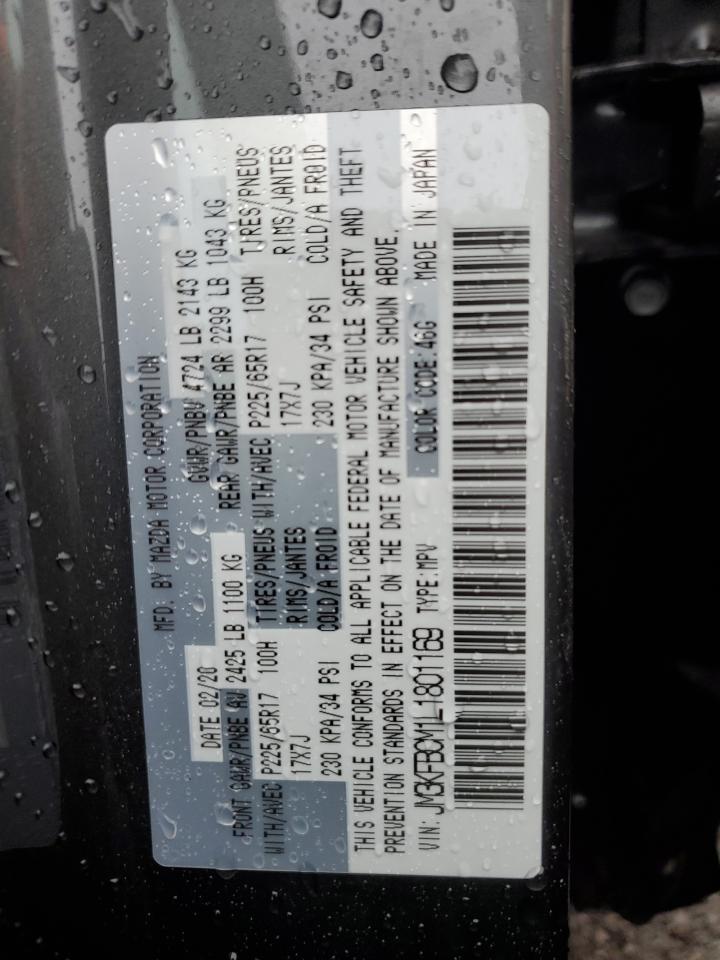 MFD. BY MAZDA MOTOR CORPORATION
DATE 02/20 GVWR/PNBV 4724 LB 2143 KG
FRONT GAWR/PNBE AV 2425 LB 1100 KG REAR GAWR/PNBE AR 2299 LB 1043 KG
WITH/AVEC P225/65R17 100H TIRES/PNEUS WITH/AVEC P225/65R17 100H TIRES/PNEUS
17X7J RIMS/JANTES 17X7J RIMS/JANTES
230 KPA/34 PSI COLD/A FROID 230 KPA/34 PSI COLD/A FROID
THIS VEHICLE CONFORMS TO ALL APPLICABLE FEDERAL MOTOR VEHICLE SAFETY AND THEFT
PREVENTION STANDARDS IN EFFECT ON THE DATE OF MANUFACTURE SHOWN ABOVE.
VIN: JM3KFBCM1L1801169 TYPE:MPV COLOR CODE:46G MADE IN JAPAN